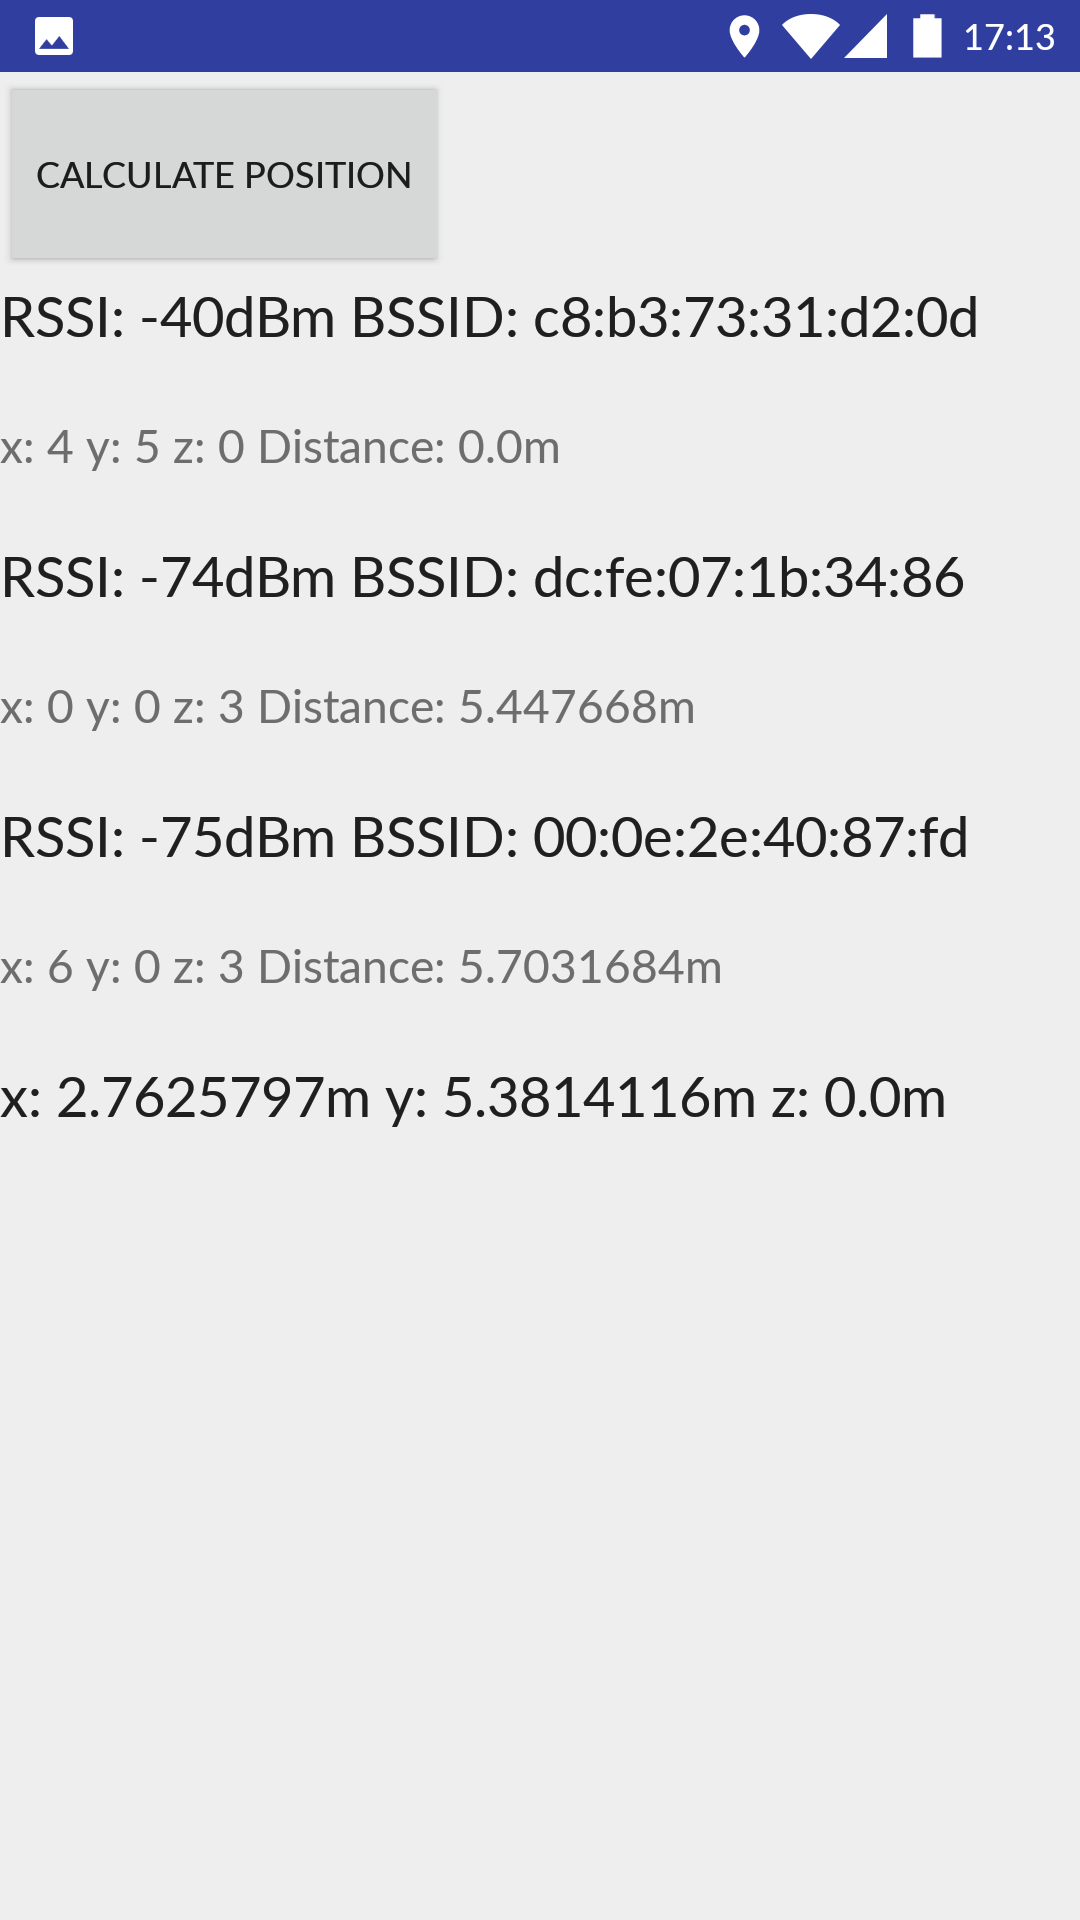 17:13
CALCULATE POSITION
RSSI: -40dBm BSSID: c8:b3:73:31:d2:0d
x: 4 y: 5 z: 0 Distance: 0.0m
RSSI: -74dBm BSSID: dc:fe:07:1b:34:86
x: 0 y: 0 z: 3 Distance: 5.447668m
RSSI: -75dBm BSSID: 00:0e:2e:40:87:fd
x: 6 y: 0 z: 3 Distance: 5.7031684m
x: 2.7625797m y: 5.3814116m z: 0.0m